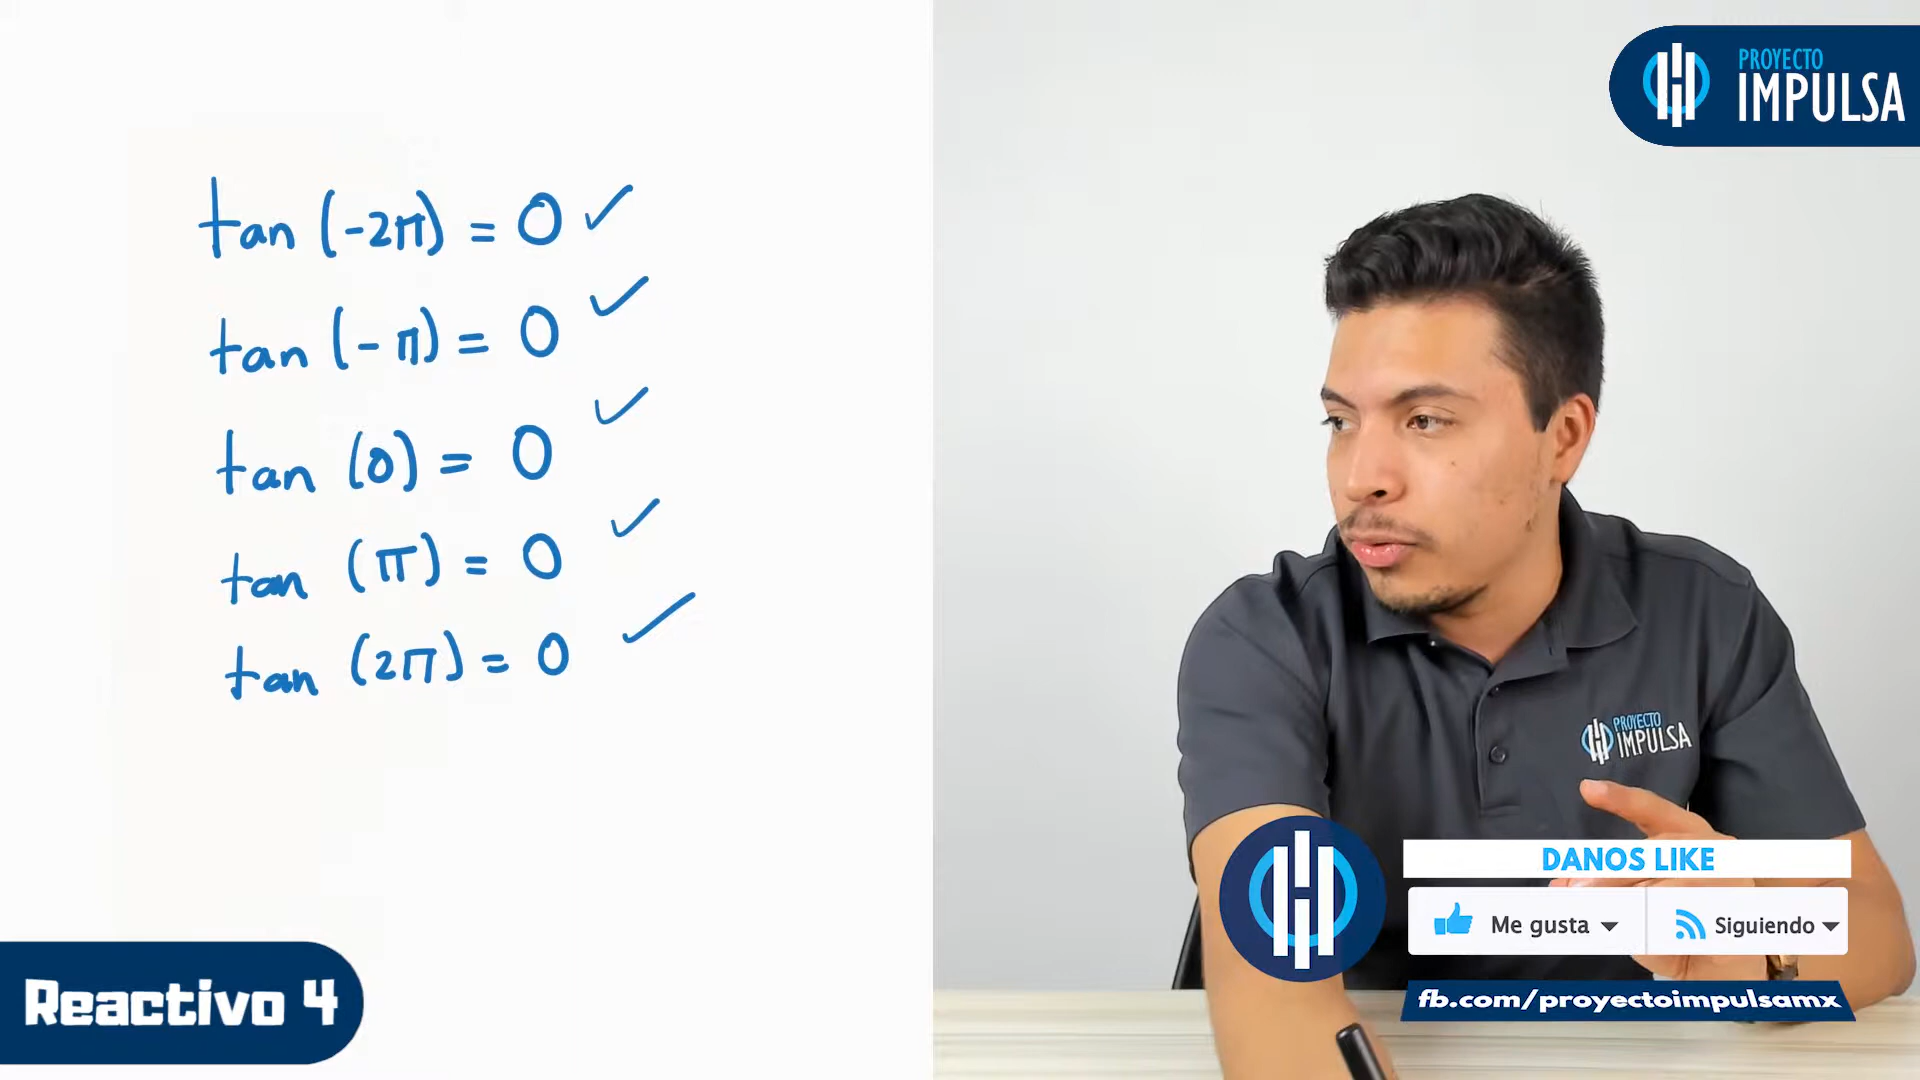 PROYECTO
IMPULSA
tan (-2π) = 0 ✓
tan (-π) = 0 ✓
tan (0) = 0 ✓
tan (π) = 0 ✓
tan (2π) = 0 ✓
PROYECTO
IMPULSA
DANOS LIKE
Me gusta
Siguiendo
fb.com/proyectoimpulsamx
Reactivo 4